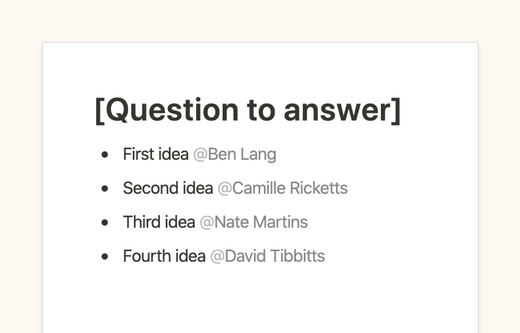 [Question to answer]
• First idea @Ben Lang
• Second idea @Camille Ricketts
• Third idea @Nate Martins
• Fourth idea @David Tibbitts